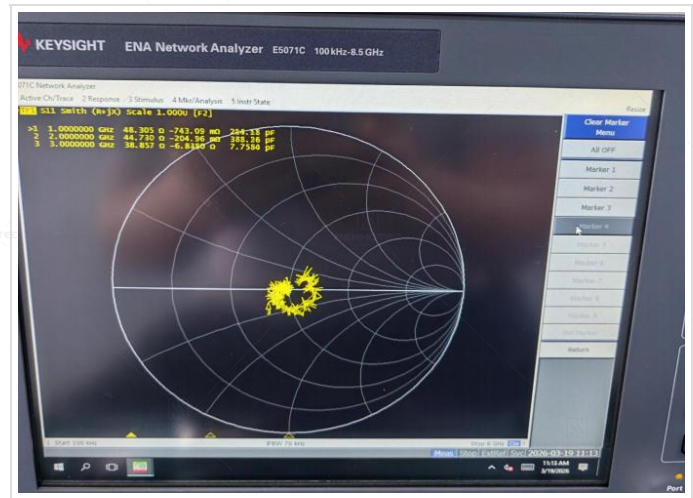 KEYSIGHT ENA Network Analyzer E5071C 100 kHz-8.5 GHz
071C Network Analyzer
Active Ch/Trace 2 Response 3 Stimulus 4 Mkr/Analysis 5 Instr State
Resize
Tr1 S11 Smith (R+jX) Scale 1.000U [F2]
>1 1.0000000 GHz 48.305 Ω -743.09 mΩ 214.18 pF
2 2.0000000 GHz 44.730 Ω -204.96 mΩ 388.26 pF
3 3.0000000 GHz 38.857 Ω Ω 7.7580 pF
Clear Marker
Menu
All OFF
Marker 1
Marker 2
Marker 3
Marker 4
Marker 5
Marker 6
Marker 7
Marker 8
Marker 9
Ref Marker
Return
1 Start 100 kHz IFBW 70 kHz Stop 6 GHz Cor
Meas Stop ExtRef Svc 2026-03-19 11:13
11:13 AM
3/19/2026
Port